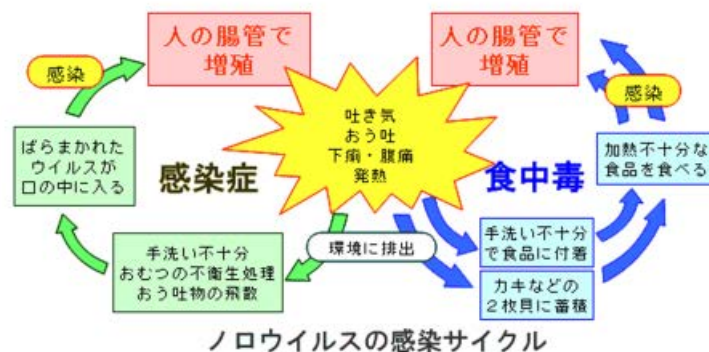 人の腸管で
増殖
人の腸管で
増殖
感染
感染
吐き気
おう吐
下痢・腹痛
発熱
ばらまかれた
ウイルスが
口の中に入る
感染症
食中毒
加熱不十分な
食品を食べる
環境に排出
手洗い不十分
おむつの不衛生処理
おう吐物の飛散
手洗い不十分
で食品に付着
カキなどの
2枚貝に蓄積
ノロウイルスの感染サイクル